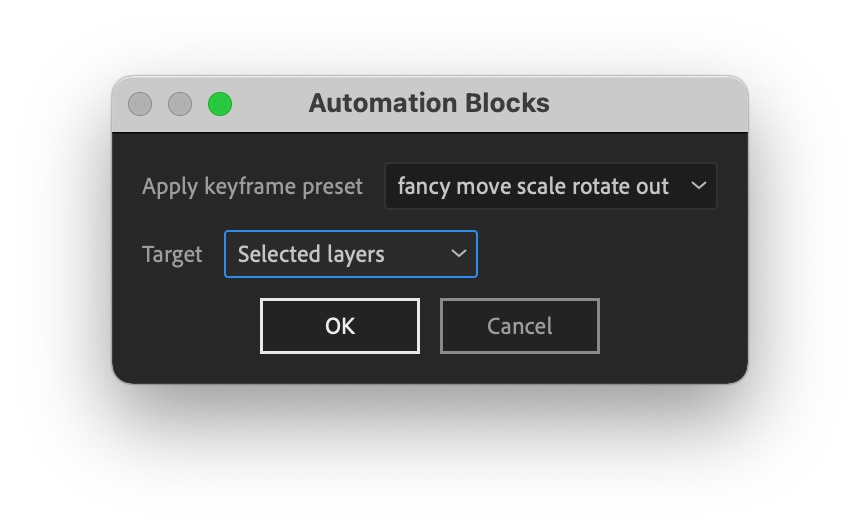 Automation Blocks
Apply keyframe preset fancy move scale rotate out
Target Selected layers
OK Cancel